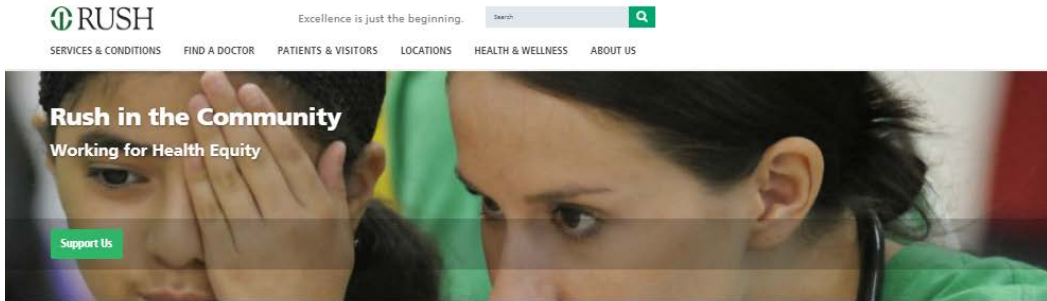 RUSH
Excellence is just the beginning.
Search
SERVICES & CONDITIONS FIND A DOCTOR PATIENTS & VISITORS LOCATIONS HEALTH & WELLNESS ABOUT US
Rush in the Community
Working for Health Equity
Support Us